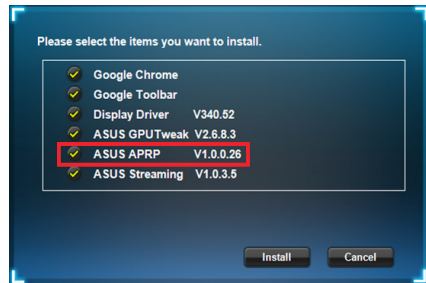 Please select the items you want to install.
Google Chrome
Google Toolbar
Display Driver V340.52
ASUS GPUTweak V2.6.8.3
ASUS APRP V1.0.0.26
ASUS Streaming V1.0.3.5
Install Cancel